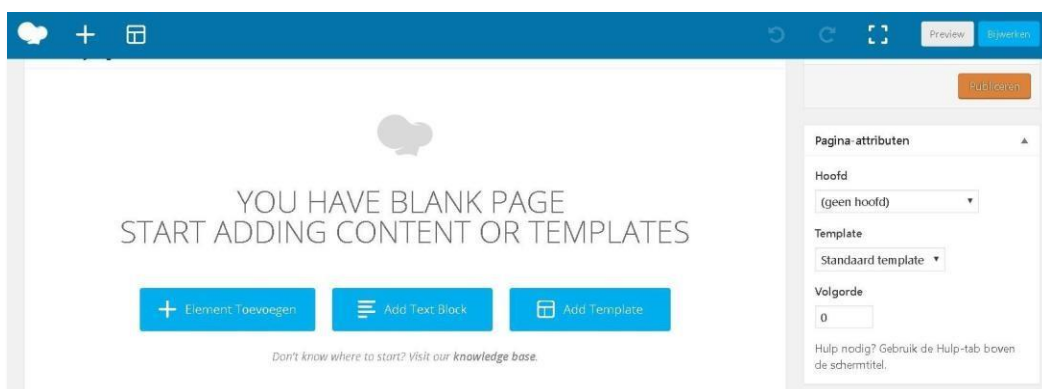 Preview
Bijwerken
Publiceren
YOU HAVE BLANK PAGE
START ADDING CONTENT OR TEMPLATES
Element Toevoegen
Add Text Block
Add Template
Don't know where to start? Visit our knowledge base.
Pagina-attributen
Hoofd
(geen hoofd)
Template
Standaard template
Volgorde
0
Hulp nodig? Gebruik de Hulp-tab boven
de schermtitel.